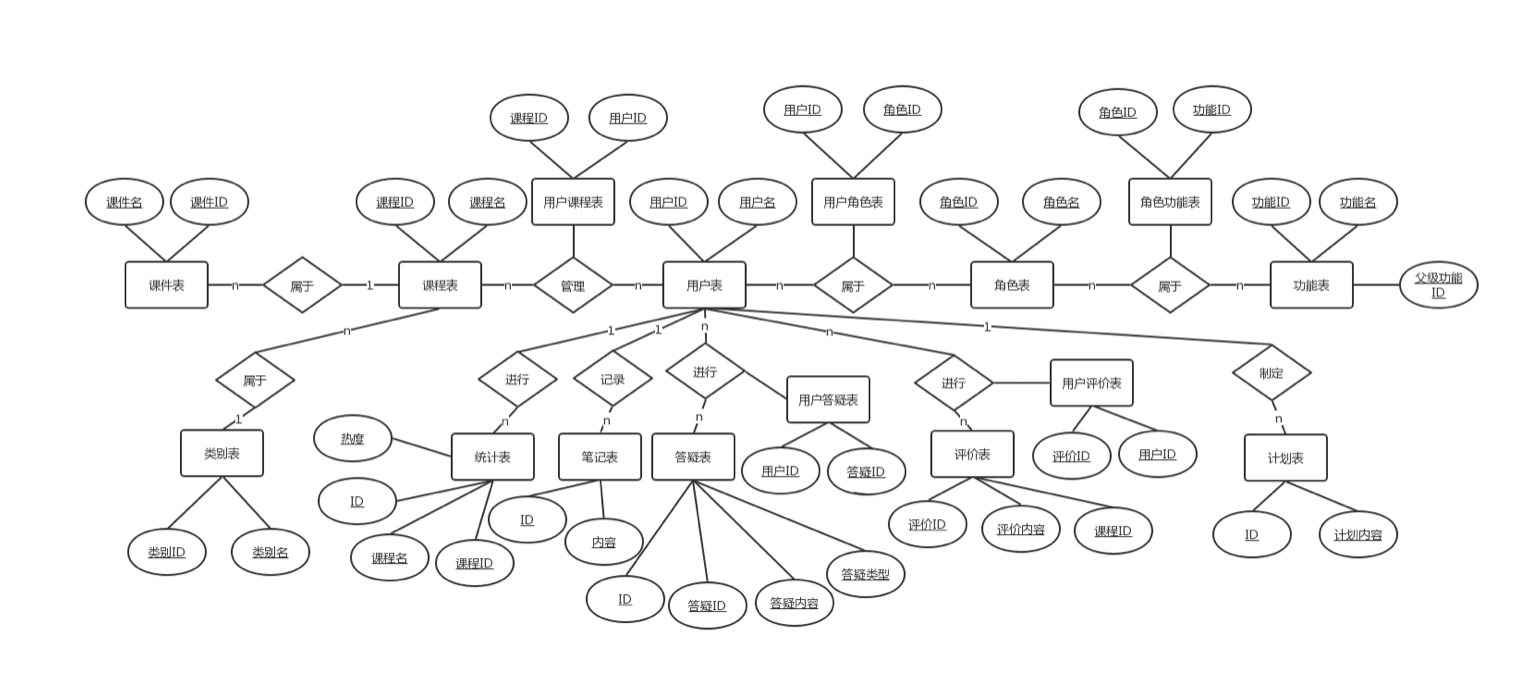 用户ID
角色ID
角色ID
功能ID
课程ID
用户ID
课件名
课件ID
课程ID
课程名
用户课程表
用户ID
用户名
用户角色表
角色ID
角色名
角色功能表
功能ID
功能名
课件表
n
属于
1
课程表
n
管理
n
用户表
n
属于
n
角色表
n
属于
n
功能表
父级功能
ID
n
1
1
n
n
1
属于
进行
记录
进行
进行
用户评价表
制定
用户答疑表
1
n
n
n
n
n
类别表
热度
统计表
笔记表
答疑表
用户ID
答疑ID
评价表
评价ID
用户ID
计划表
ID
ID
评价ID
评价内容
课程ID
ID
计划内容
类别ID
类别名
课程名
课程ID
内容
答疑类型
ID
答疑ID
答疑内容